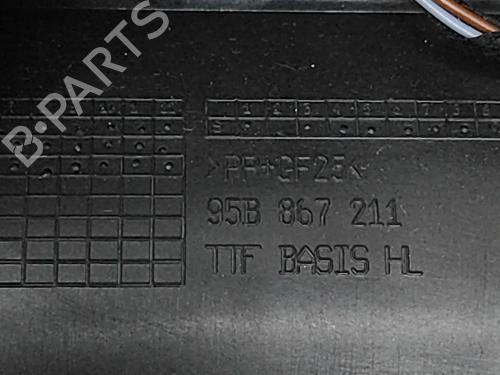 B-PARTS
>PP+GF25<
95B 867 211
TTF BASIS HL